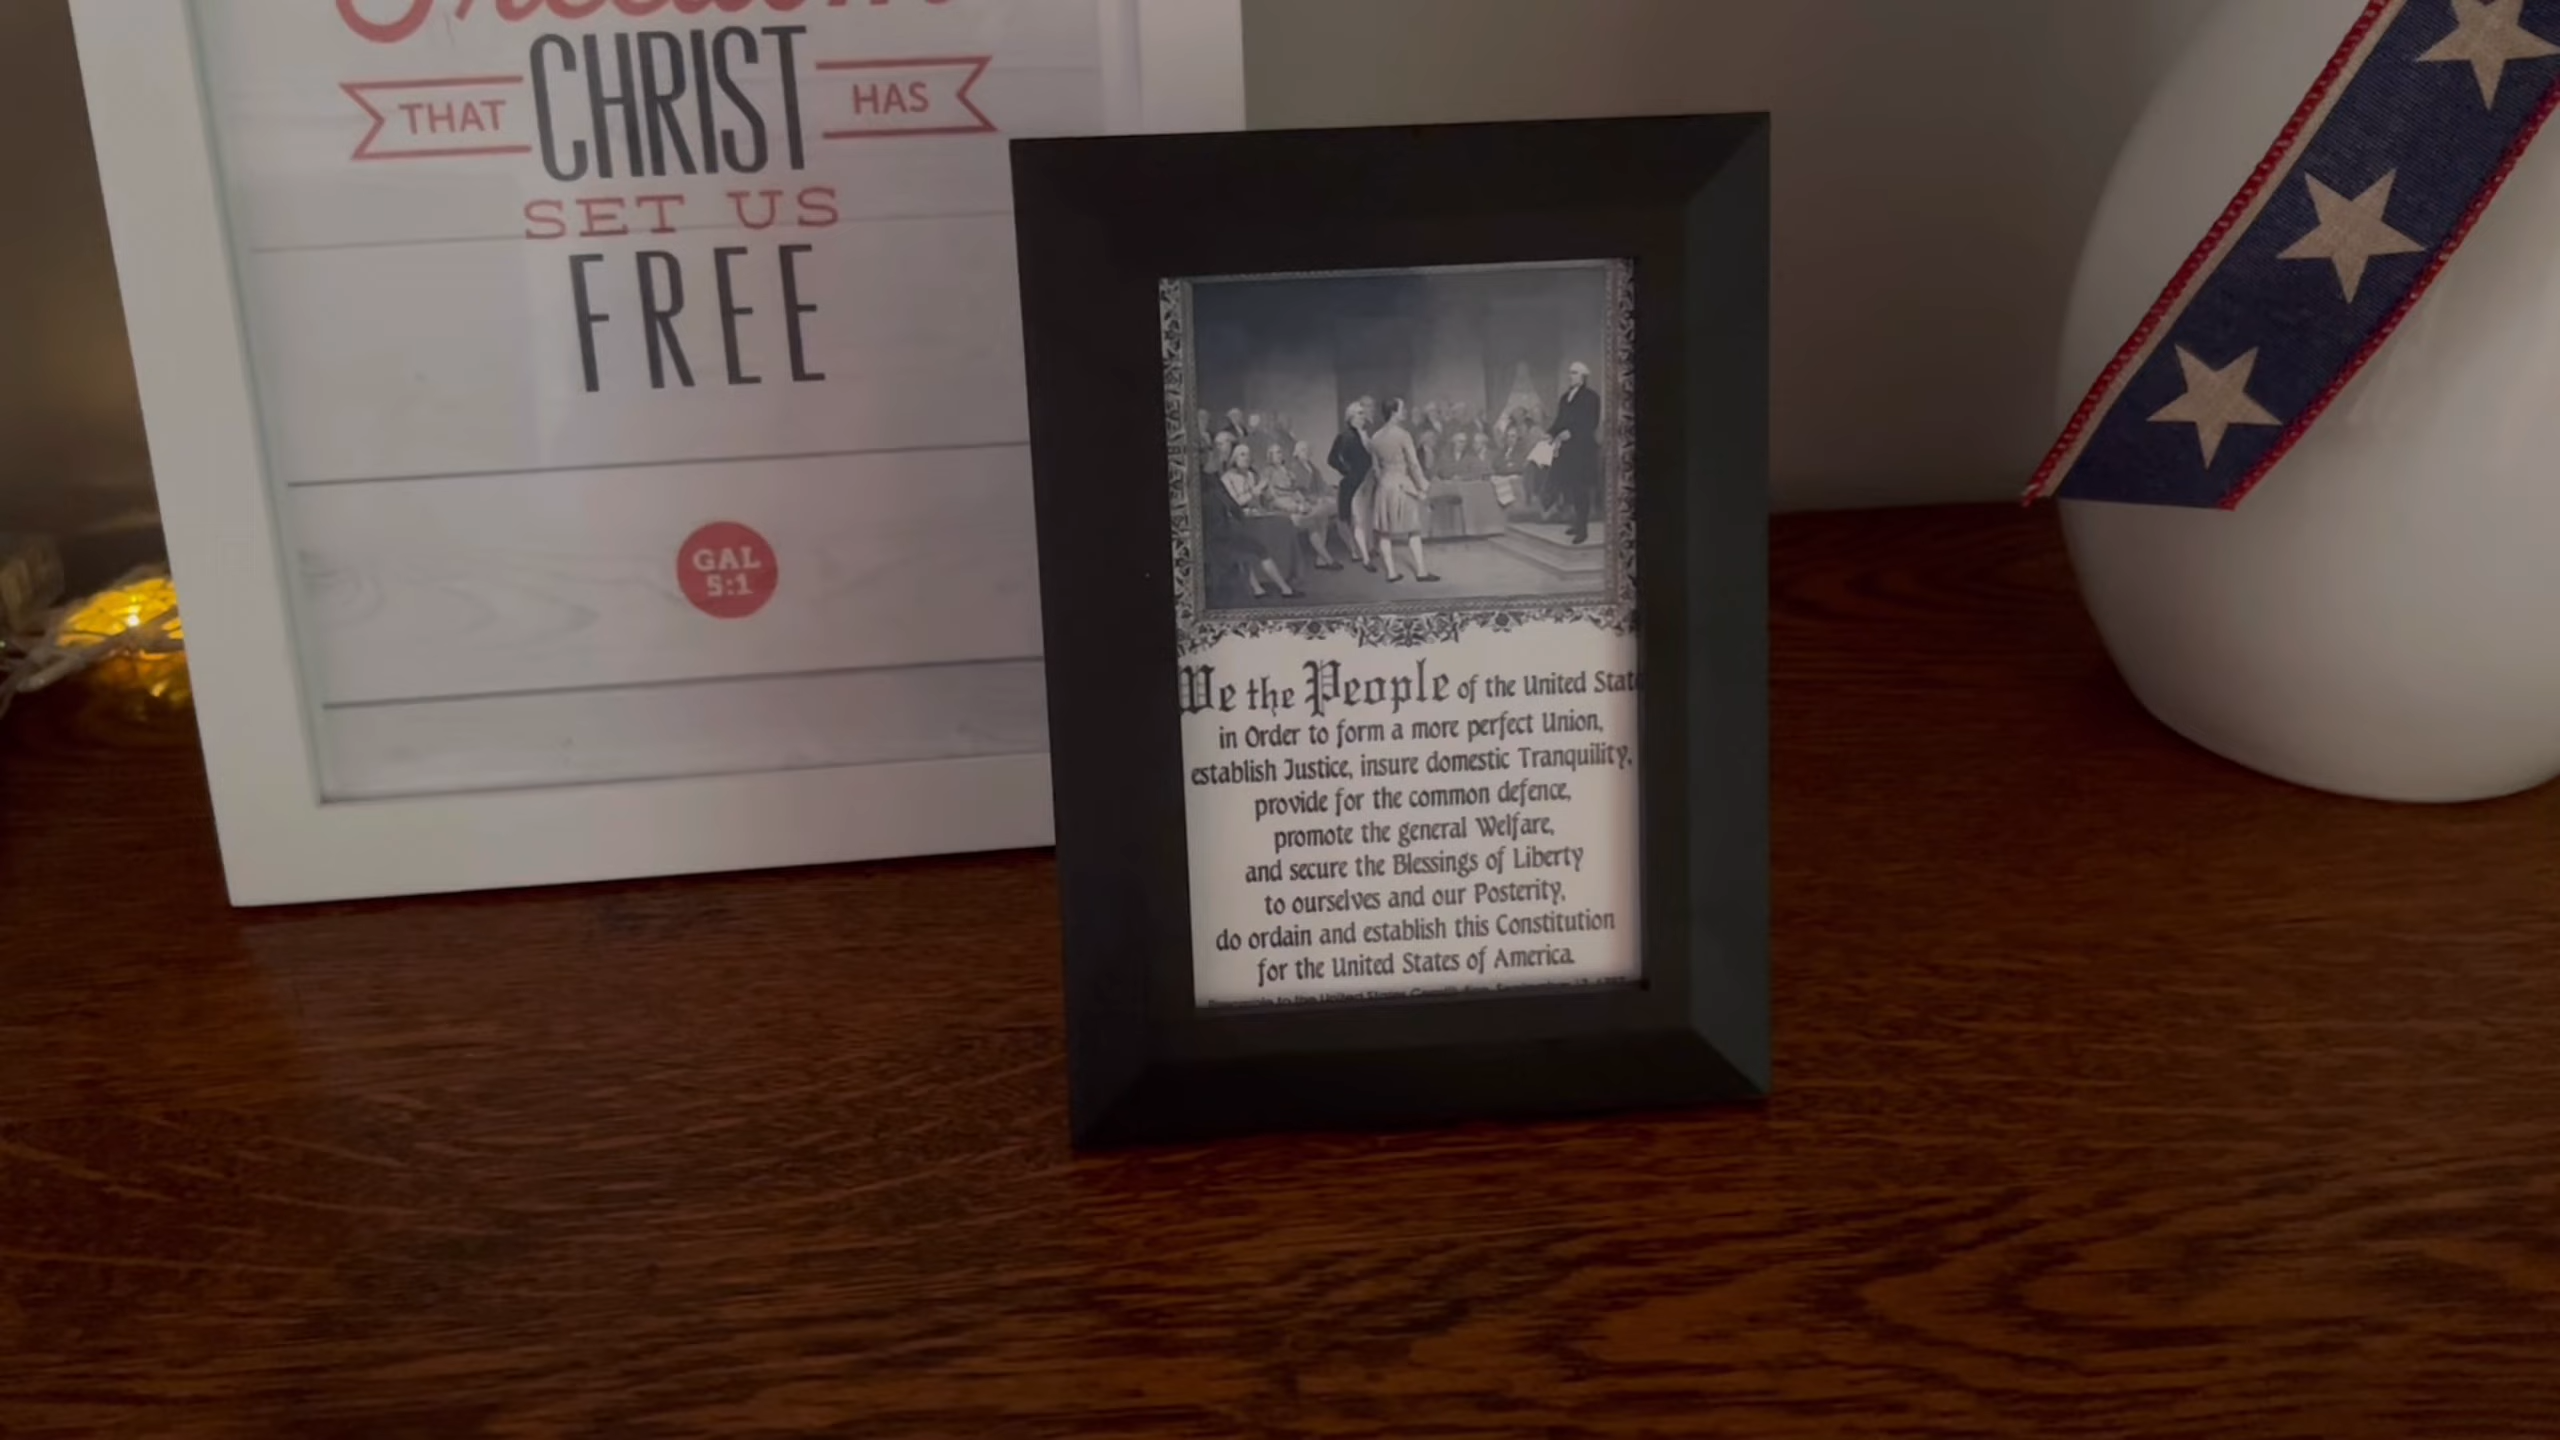 THAT CHRIST HAS
SET US
FREE
GAL
5:1
We the People of the United
in Order to form a more perfect Union,
establish Justice, insure domestic Tranquility,
provide for the common defence,
promote the general Welfare,
and secure the Blessings of Liberty
to ourselves and our Posterity,
do ordain and establish this Constitution
for the United States of America.